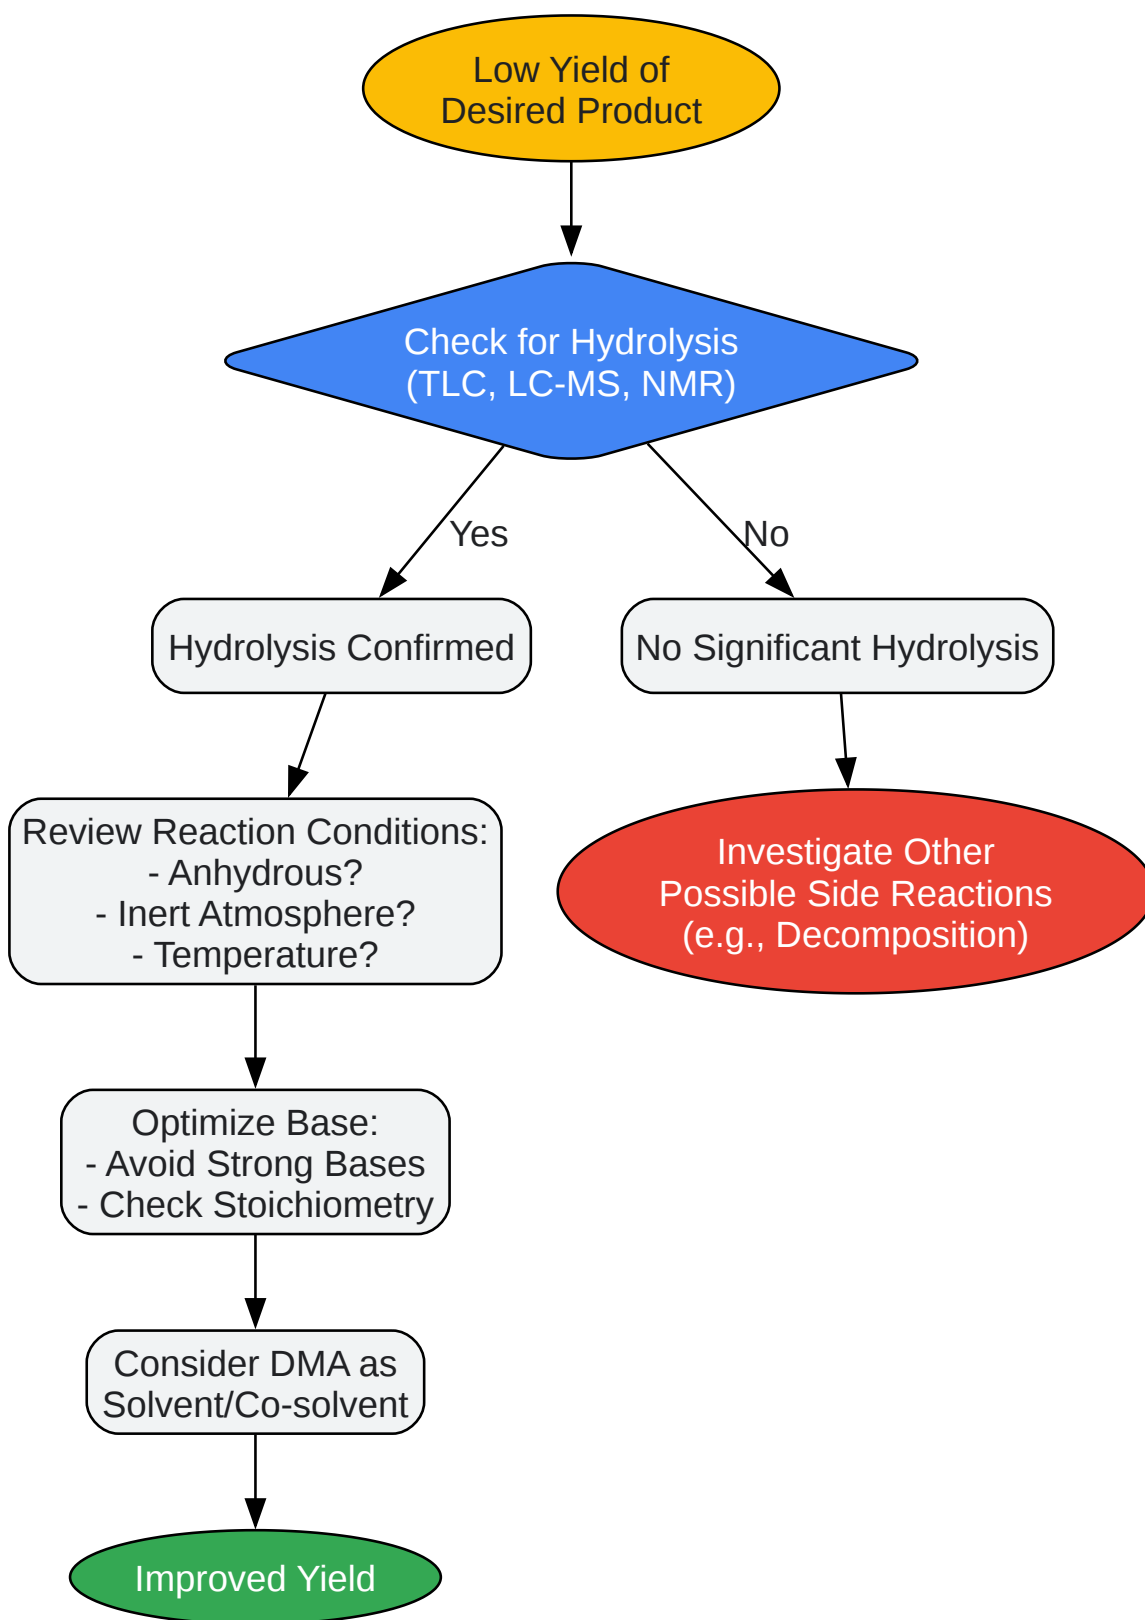 Low Yield of
Desired Product
Check for Hydrolysis
(TLC, LC-MS, NMR)
Yes
No
Hydrolysis Confirmed
No Significant Hydrolysis
Review Reaction Conditions:
- Anhydrous?
- Inert Atmosphere?
- Temperature?
Investigate Other
Possible Side Reactions
(e.g., Decomposition)
Optimize Base:
- Avoid Strong Bases
- Check Stoichiometry
Consider DMA as
Solvent/Co-solvent
Improved Yield